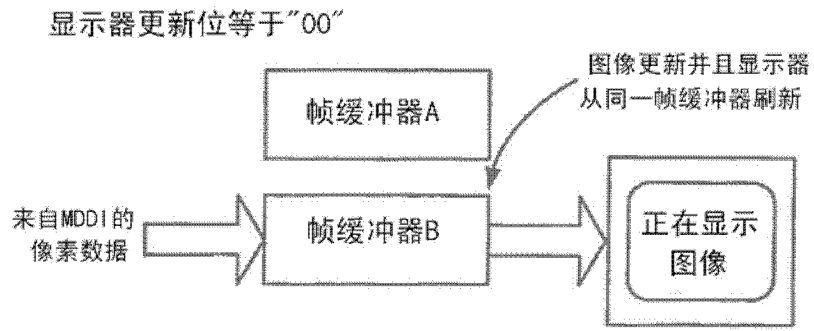 显示器更新位等于"00"
图像更新并且显示器
从同一帧缓冲器刷新
帧缓冲器A
来自MDDI的
像素数据
帧缓冲器B
正在显示
图像